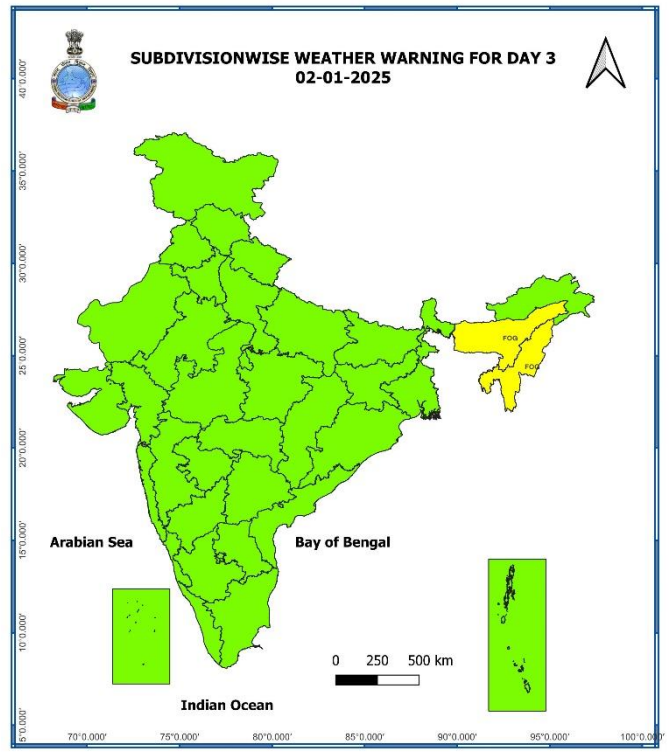 SUBDIVISIONWISE WEATHER WARNING FOR DAY 3
02-01-2025
40°0.000'
35°0.000'
30°0.000'
25°0.000'
20°0.000'
15°0.000'
10°0.000'
5°0.000'
FOG
FOG
Arabian Sea
Bay of Bengal
0 250 500 km
Indian Ocean
70°0.000' 75°0.000' 80°0.000' 85°0.000' 90°0.000' 95°0.000' 100°0.000'